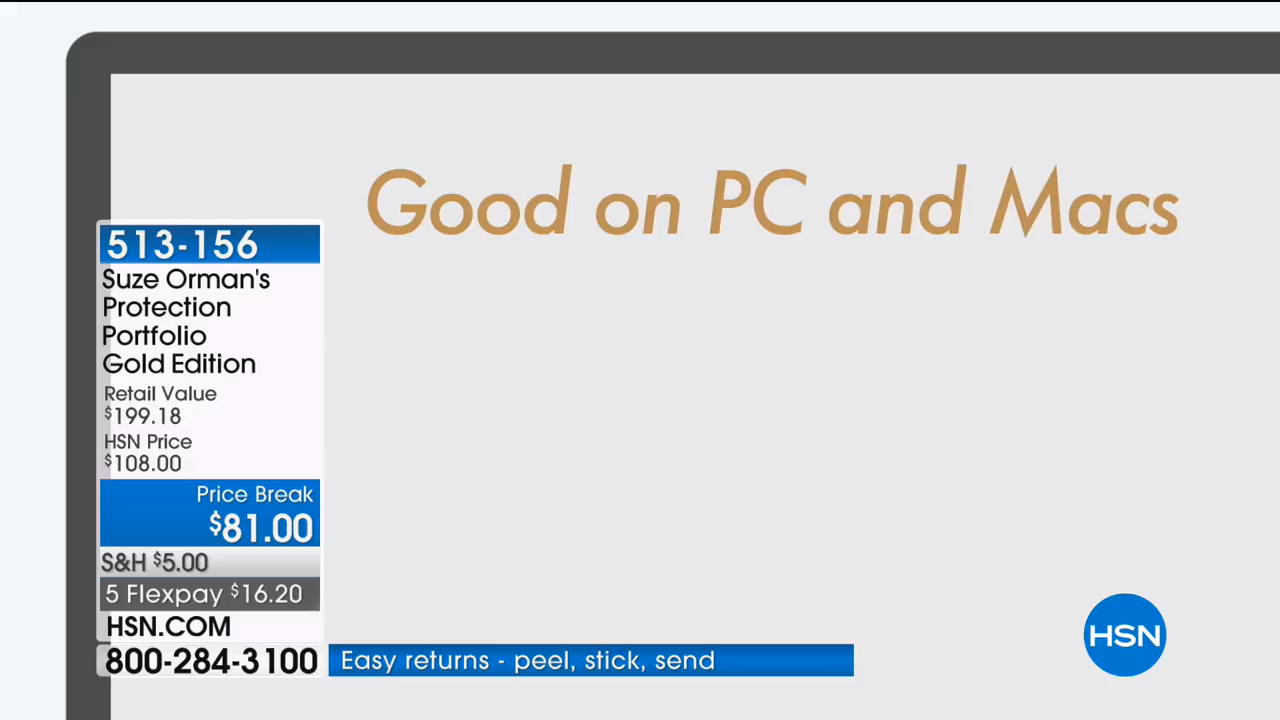 Good on PC and Macs
513-156
Suze Orman's
Protection
Portfolio
Gold Edition
Retail Value
$199.18
HSN Price
$108.00
Price Break
$81.00
S&H $5.00
5 Flexpay $16.20
HSN.COM
800-284-3100
Easy returns - peel, stick, send
HSN